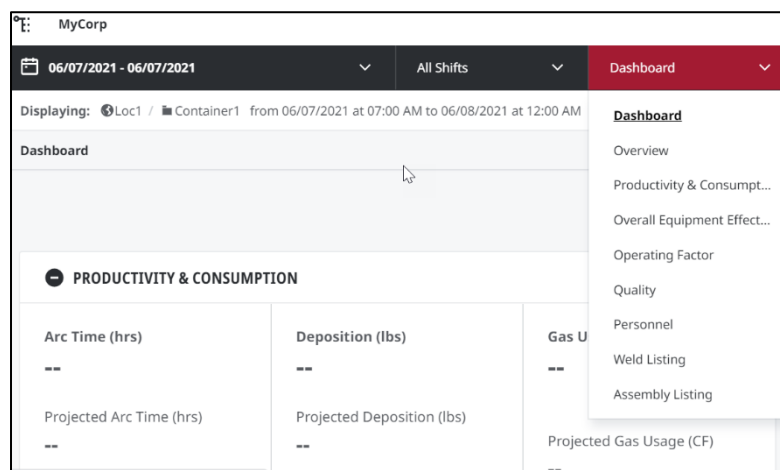 MyCorp
06/07/2021 - 06/07/2021
All Shifts
Dashboard
Displaying: Loc1 / Container1 from 06/07/2021 at 07:00 AM to 06/08/2021 at 12:00 AM
Dashboard
Dashboard
Overview
Productivity & Consumpt...
Overall Equipment Effect...
Operating Factor
Quality
Personnel
Weld Listing
Assembly Listing
PRODUCTIVITY & CONSUMPTION
Arc Time (hrs)
--
Projected Arc Time (hrs)
--
Deposition (lbs)
--
Projected Deposition (lbs)
--
Gas U
--
Projected Gas Usage (CF)
--